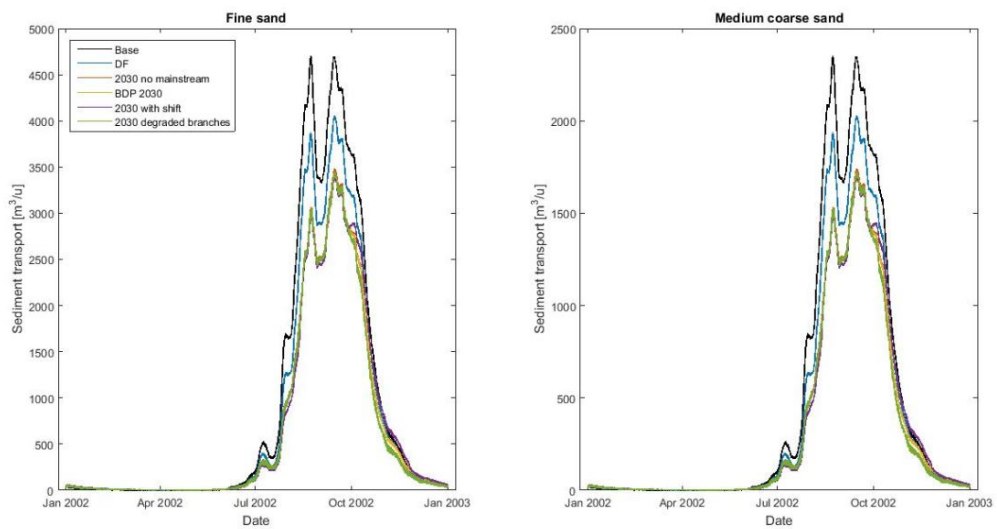 Fine sand
5000
4500
4000
3500
3000
2500
2000
1500
1000
500
0
Sediment transport [m³/u]
Base
DF
2030 no mainstream
BDP 2030
2030 with shift
2030 degraded branches
Jan 2002 Apr 2002 Jul 2002 Oct 2002 Jan 2003
Date
Medium coarse sand
2500
2000
1500
1000
500
0
Sediment transport [m³/u]
Jan 2002 Apr 2002 Jul 2002 Oct 2002 Jan 2003
Date